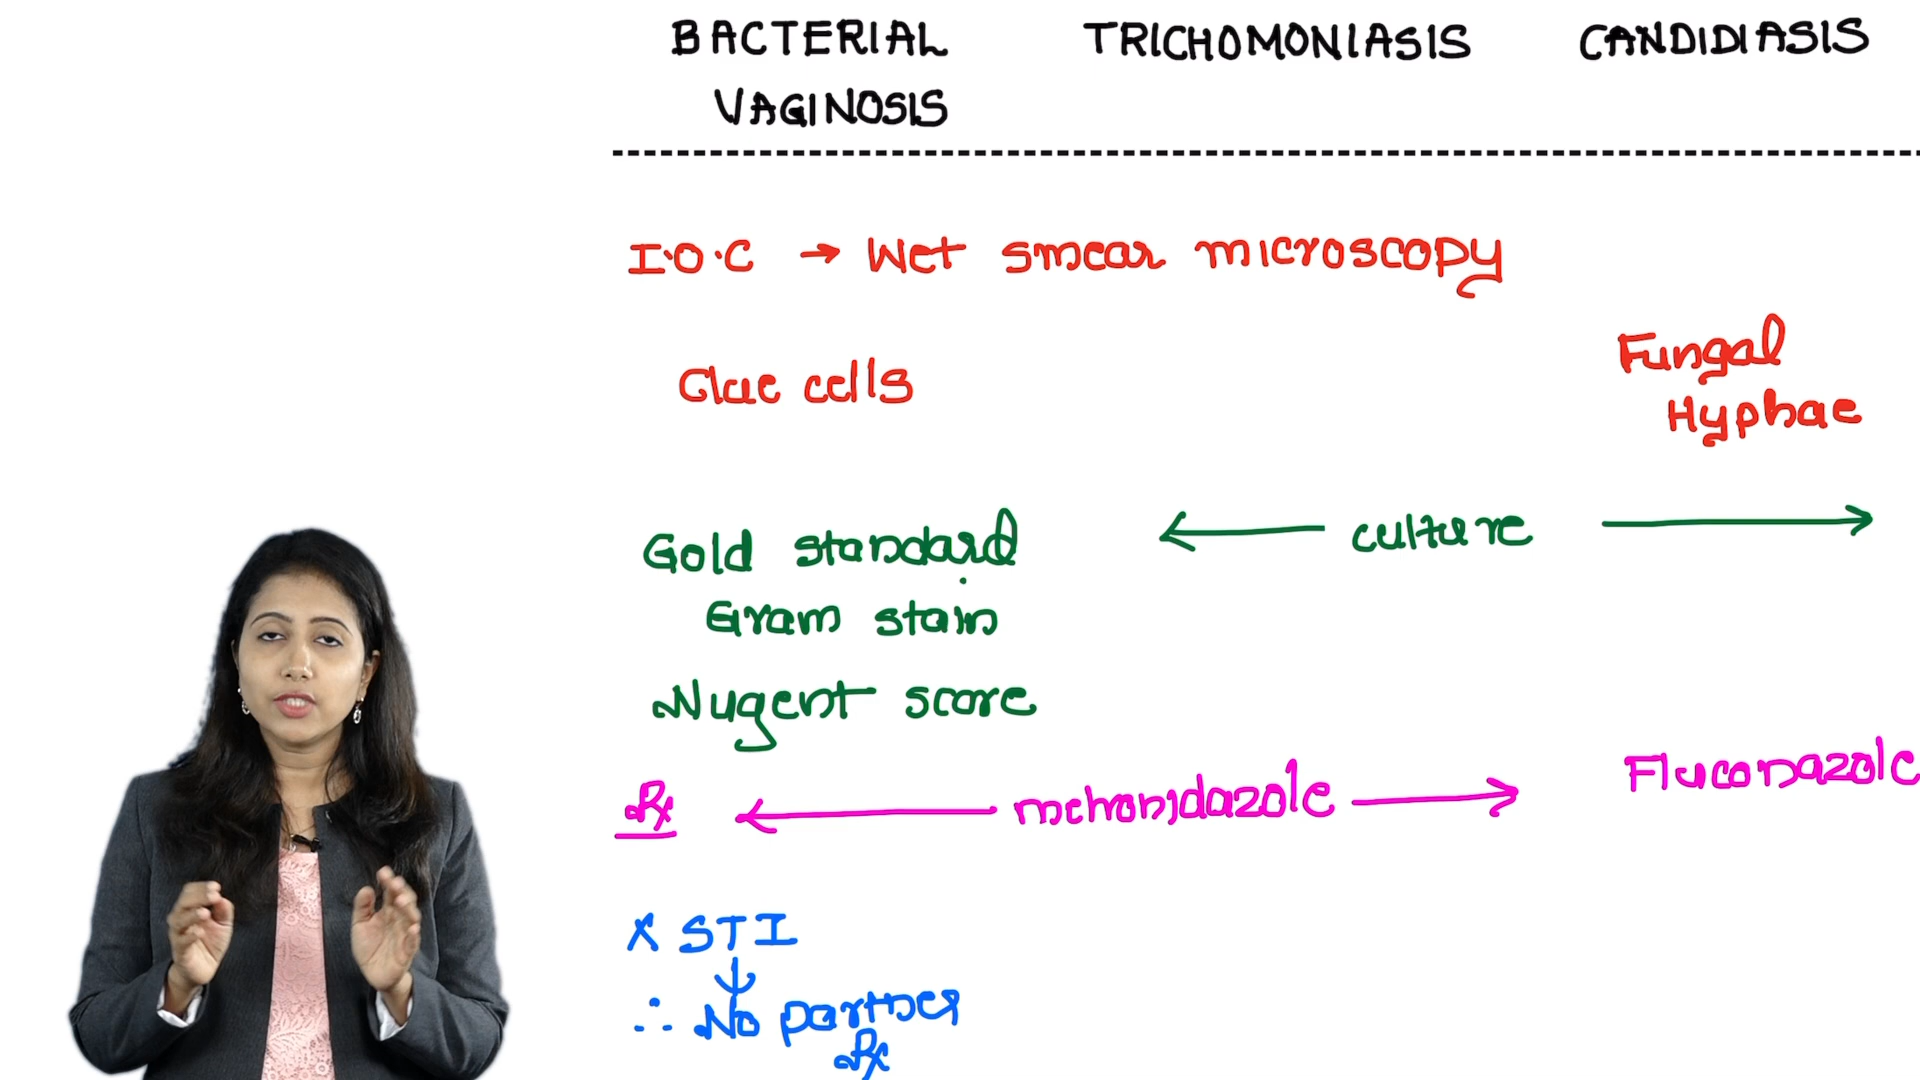 BACTERIAL VAGINOSIS
TRICHOMONIASIS
CANDIDIASIS
I.O.C → Wet smear microscopy
Clue cells
Fungal Hyphae
Gold standard
Gram stain
Nugent score
← culture →
Rx ← metronidazole →
Fluconazole
x STI
↓
∴ No partner
Rx